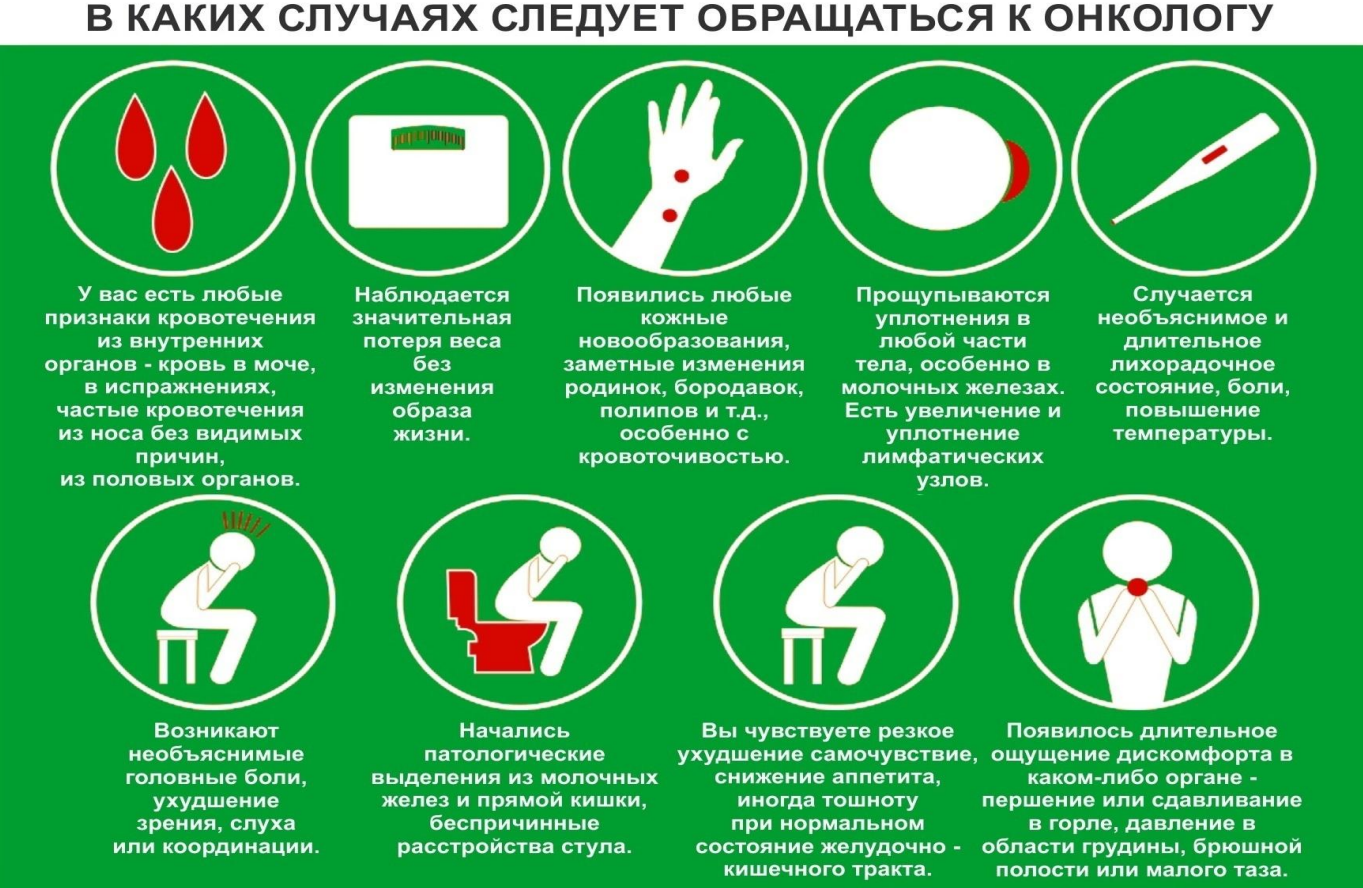 В КАКИХ СЛУЧАЯХ СЛЕДУЕТ ОБРАЩАТЬСЯ К ОНКОЛОГУ
У вас есть любые
признаки кровотечения
из внутренних
органов - кровь в моче,
в испражнениях,
частые кровотечения
из носа без видимых
причин,
из половых органов.
Наблюдается
значительная
потеря веса
без
изменения
образа
жизни.
Появились любые
кожные
новообразования,
заметные изменения
родинок, бородавок,
полипов и т.д.,
особенно с
кровоточивостью.
Прощупываются
уплотнения в
любой части
тела, особенно в
молочных железах.
Есть увеличение и
уплотнение
лимфатических
узлов.
Случается
необъяснимое и
длительное
лихорадочное
состояние, боли,
повышение
температуры.
Возникают
необъяснимые
головные боли,
ухудшение
зрения, слуха
или координации.
Начались
патологические
выделения из молочных
желез и прямой кишки,
беспричинные
расстройства стула.
Вы чувствуете резкое
ухудшение самочувствие,
снижение аппетита,
иногда тошноту
при нормальном
состояние желудочно -
кишечного тракта.
Появилось длительное
ощущение дискомфорта в
каком-либо органе -
першение или сдавливание
в горле, давление в
области грудины, брюшной
полости или малого таза.